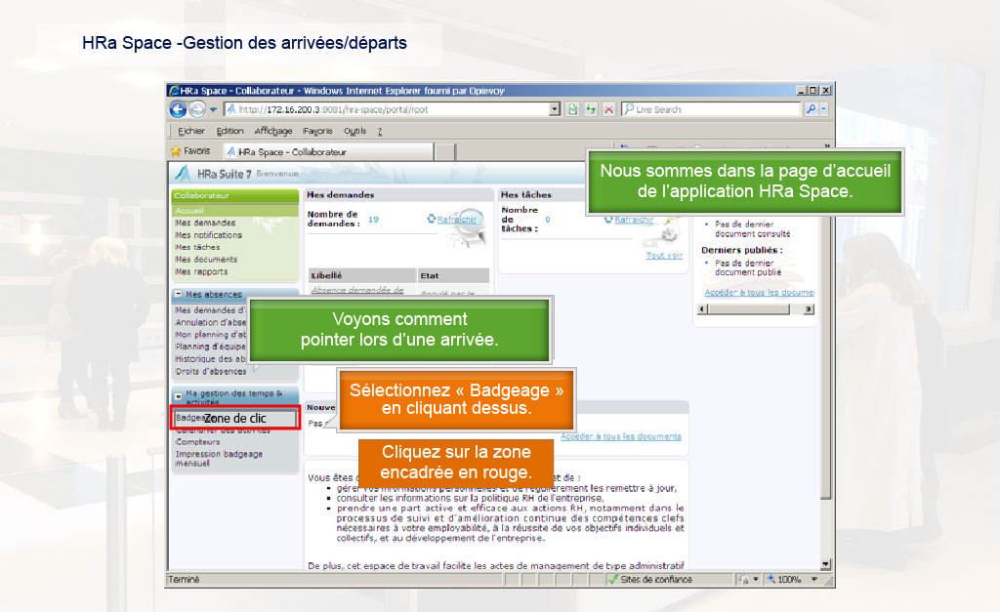 HRa Space -Gestion des arrivées/départs
HRa Space - Collaborateur - Windows Internet Explorer fourni par Opievoy
http://172.16.200.3:8081/hra-space/portal/root
Live Search
Fichier Edition Affichage Favoris Outils ?
Favoris
HRa Space - Collaborateur
HRa Suite 7 Bienvenue
Nous sommes dans la page d’accueil
de l’application HRa Space.
Collaborateur
Accueil
Mes demandes
Mes notifications
Mes tâches
Mes documents
Mes rapports
Mes absences
Mes demandes d'
Annulation d'abse
Mon planning d'ab
Planning d'équipe
Historique des abs
Droits d'absences
Ma gestion des temps &
activités
Badgeage
Zone de clic
Calendrier des activités
Compteurs
Impression badgeage
mensuel
Mes demandes
Nombre de
demandes : 19
Rafraîchir
Libellé Etat
Absence demandée de
Annulé par le
Mes tâches
Nombre
de
tâches : 0
Rafraichir
Tout voir
Pas de dernier
document consulté
Derniers publiés :
Pas de dernier
document publié
Accéder à tous les documen
Voyons comment
pointer lors d’une arrivée.
Sélectionnez « Badgeage »
en cliquant dessus.
Cliquez sur la zone
encadrée en rouge.
Nouve
Pas
Accéder à tous les documents
Vous êtes
et de :
gérer vos informations personnelles et de régulièrement les remettre à jour,
consulter les informations sur la politique RH de l'entreprise,
prendre une part active et efficace aux actions RH, notamment dans le
processus de suivi et d'amélioration continue des compétences clefs
nécessaires à votre employabilité, à la réussite de vos objectifs individuels et
collectifs, et au développement de l'entreprise.
De plus, cet espace de travail facilite les actes de management de type administratif
Terminé
Sites de confiance
100%